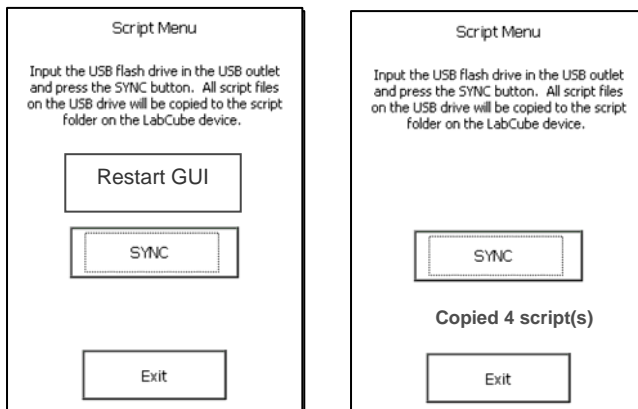 Script Menu
Input the USB flash drive in the USB outlet
and press the SYNC button. All script files
on the USB drive will be copied to the script
folder on the LabCube device.
Restart GUI
SYNC
Exit
Script Menu
Input the USB flash drive in the USB outlet
and press the SYNC button. All script files
on the USB drive will be copied to the script
folder on the LabCube device.
SYNC
Copied 4 script(s)
Exit